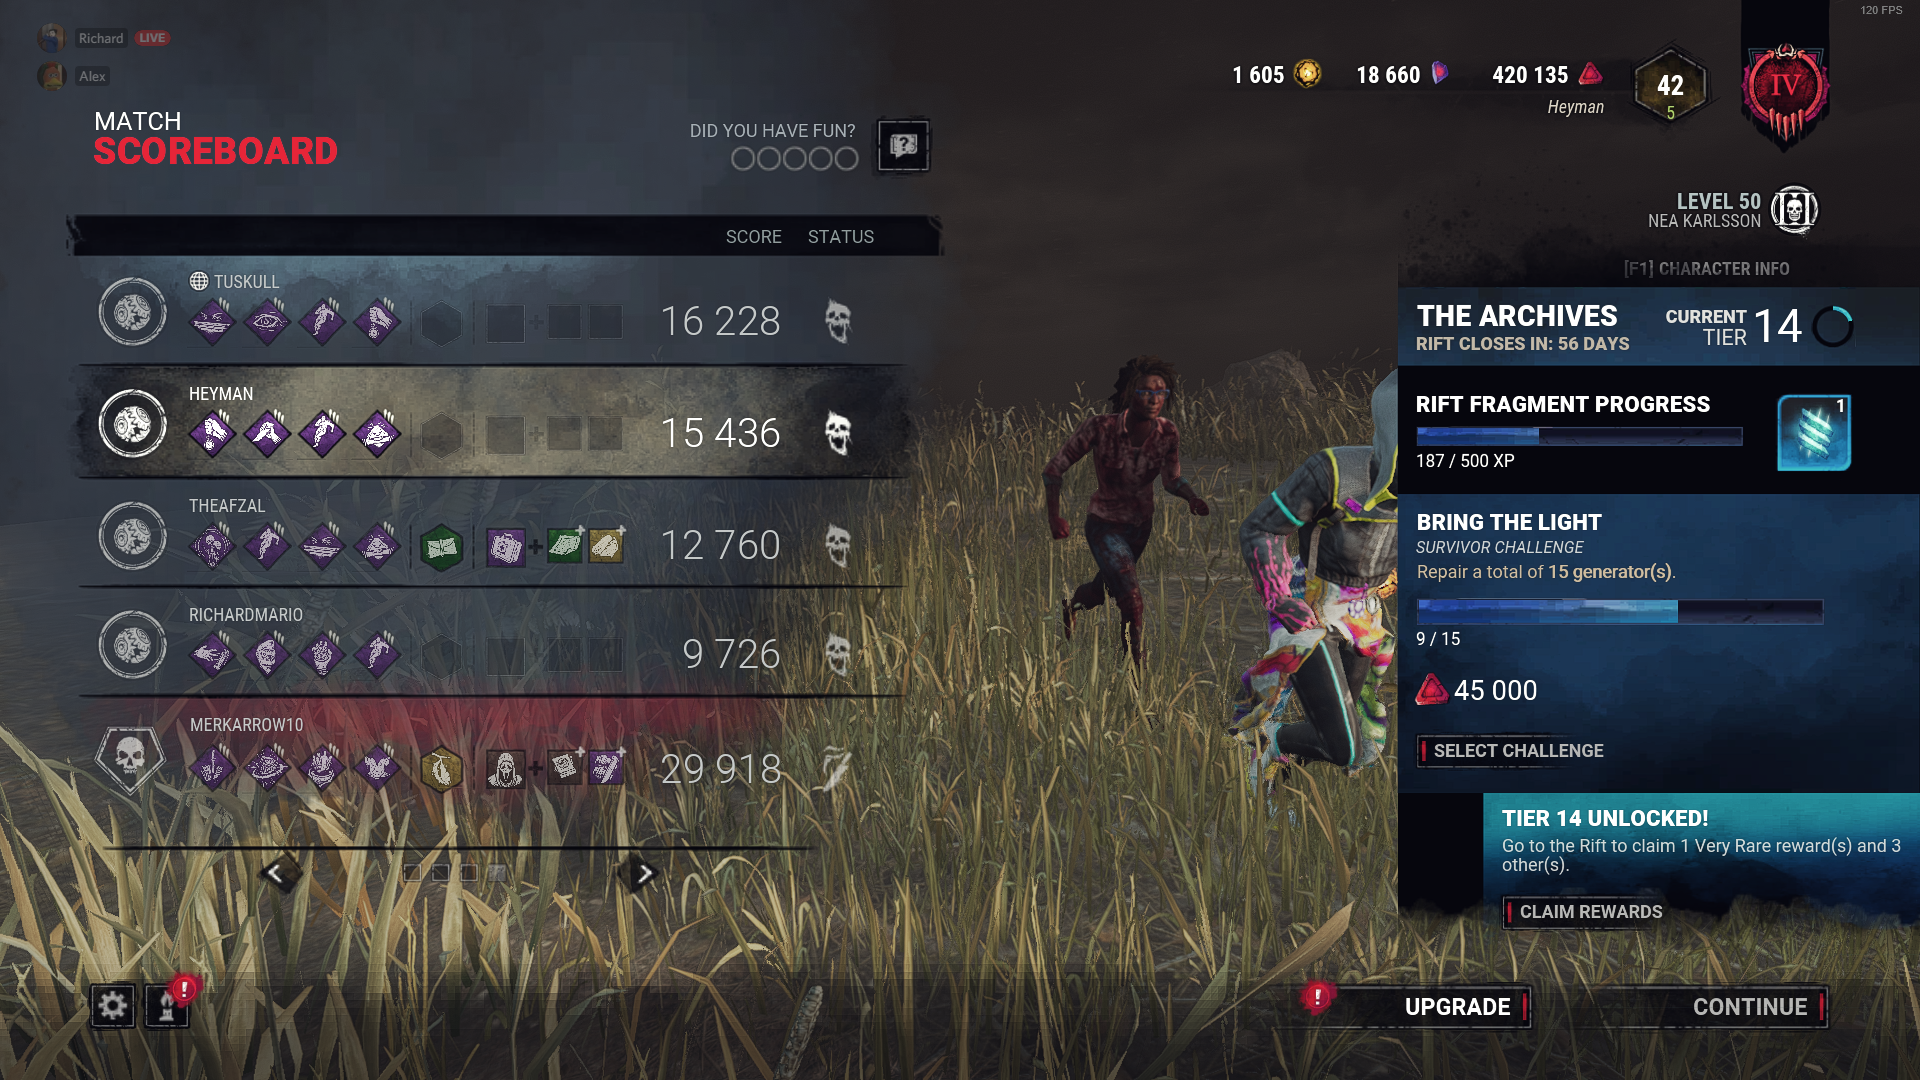 120 FPS
Richard LIVE
Alex
1 605 18 660 420 135
Heyman
42
5
IV
MATCH
SCOREBOARD
DID YOU HAVE FUN?
LEVEL 50
NEA KARLSSON
[F1] CHARACTER INFO
SCORE STATUS
TUSKULL
16 228
HEYMAN
15 436
THEAFZAL
12 760
RICHARDMARIO
9 726
MERKARROW10
29 918
THE ARCHIVES
RIFT CLOSES IN: 56 DAYS
CURRENT
TIER 14
RIFT FRAGMENT PROGRESS
1
187 / 500 XP
BRING THE LIGHT
SURVIVOR CHALLENGE
Repair a total of 15 generator(s).
9 / 15
45 000
SELECT CHALLENGE
TIER 14 UNLOCKED!
Go to the Rift to claim 1 Very Rare reward(s) and 3
other(s).
CLAIM REWARDS
UPGRADE
CONTINUE